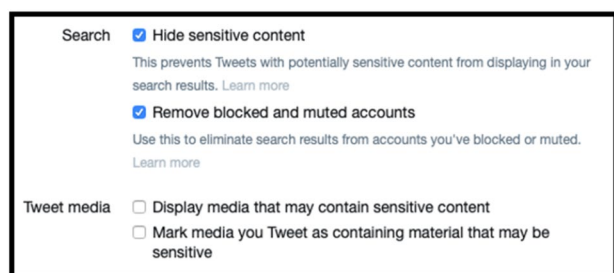 Search Hide sensitive content
This prevents Tweets with potentially sensitive content from displaying in your
search results. Learn more
Remove blocked and muted accounts
Use this to eliminate search results from accounts you've blocked or muted.
Learn more
Tweet media Display media that may contain sensitive content
Mark media you Tweet as containing material that may be
sensitive